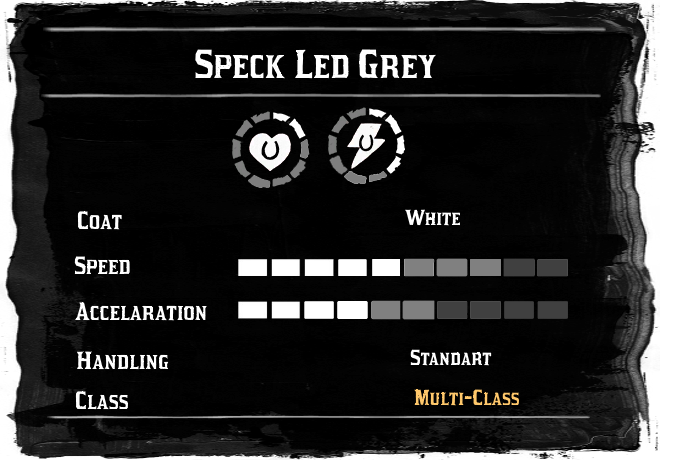 Speck Led Grey
Coat White
Speed
Accelaration
Handling Standart
Class Multi-Class